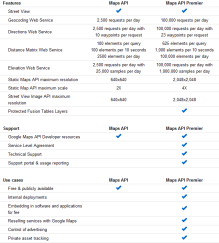 Features Maps API Maps API Premier
Street View
Geocoding Web Service 2,500 requests per day 100,000 requests per day
Directions Web Service 2,500 requests per day with 10 waypoints per request 100,000 requests per day with 23 waypoints per request
Distance Matrix Web Service 100 elements per query 625 elements per query
100 elements per 10 seconds 1,000 elements per 10 seconds
2500 elements per day 100,000 elements per day
Elevation Web Service 2,500 requests per day with 25,000 samples per day 100,000 requests per day with 1,000,000 samples per day
Static Maps API maximum resolution 640x640 2,048x2,048
Static Map API maximum scale 2X 4X
Street View Image API maximum resolution 640x640 2,048x2,048
Protected Fusion Tables Layers
Support Maps API Maps API Premier
Google Maps API Developer resources
Service Level Agreement
Technical Support
Support portal & usage reporting
Use cases Maps API Maps API Premier
Free & publicly available
Internal deployments
Embedding in software and applications for fee
Reselling services with Google Maps
Control of advertising
Private asset tracking